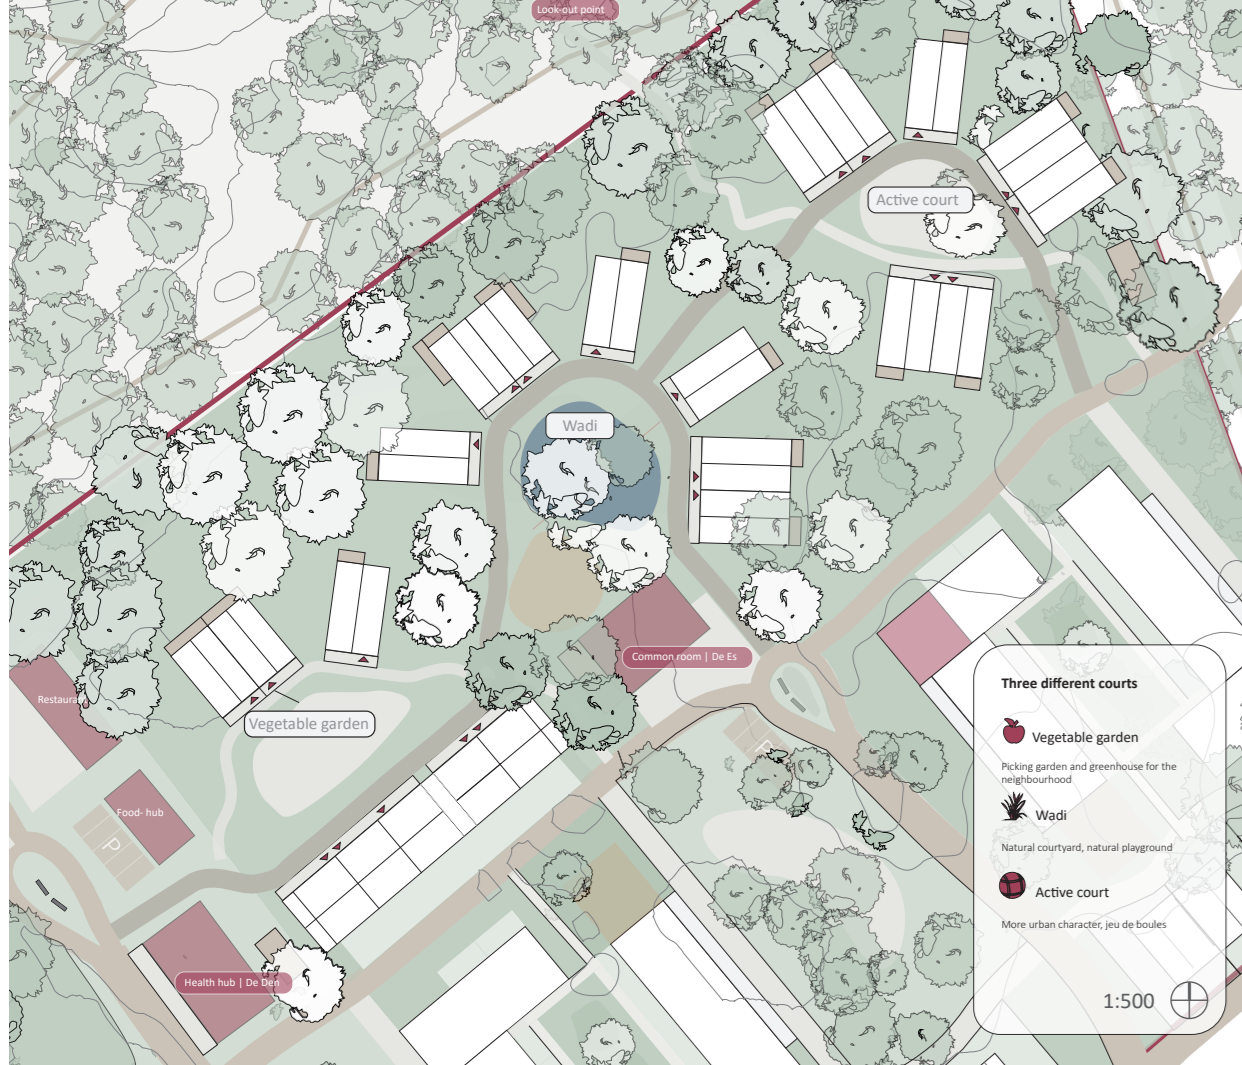 Look-out point
Active court
Wadi
Common room | De Es
Restaurant
Vegetable garden
Food- hub
P
Health hub | De Den
Three different courts
Vegetable garden
Picking garden and greenhouse for the
neighbourhood
Wadi
Natural courtyard, natural playground
Active court
More urban character, jeu de boules
1:500